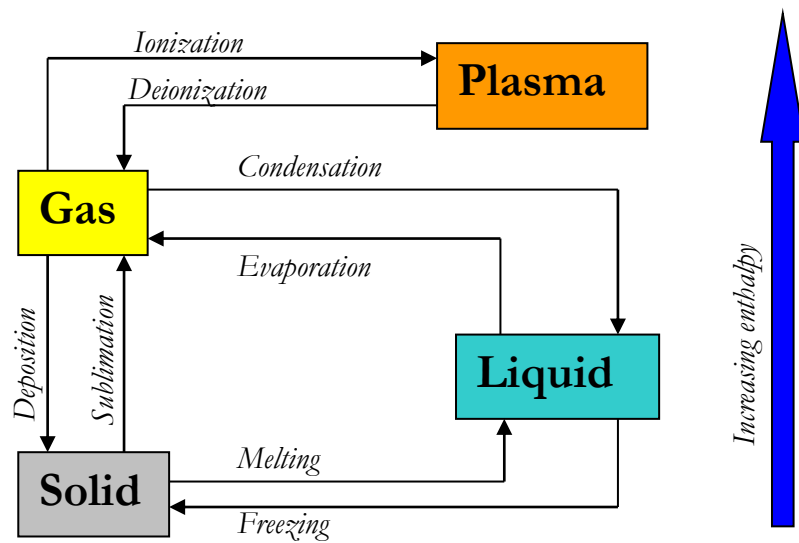 Ionization
Plasma
Deionization
Condensation
Gas
Evaporation
Deposition
Sublimation
Liquid
Increasing enthalpy
Melting
Solid
Freezing